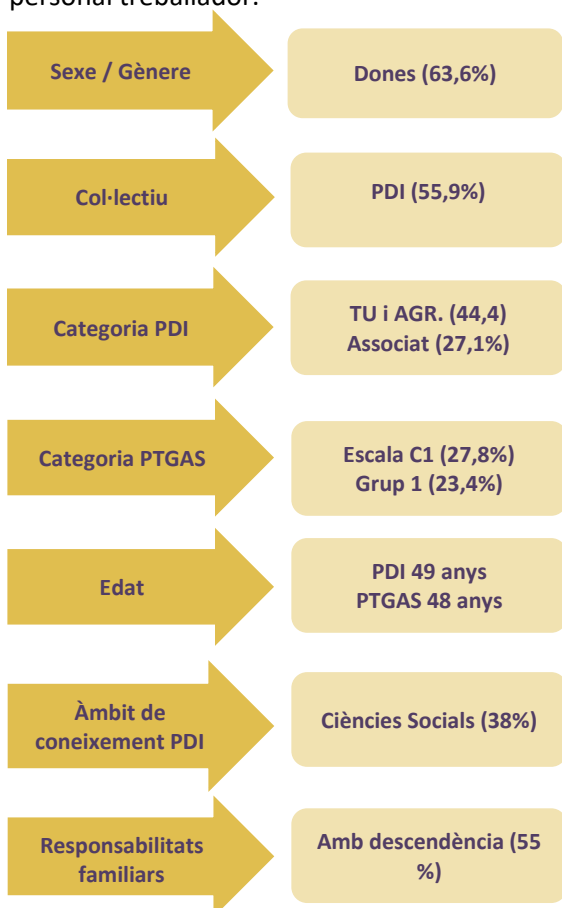 personal treballador:
Sexe / Gènere
Dones (63,6%)
Col·lectiu
PDI (55,9%)
Categoria PDI
TU i AGR. (44,4)
Associat (27,1%)
Categoria PTGAS
Escala C1 (27,8%)
Grup 1 (23,4%)
Edat
PDI 49 anys
PTGAS 48 anys
Àmbit de
coneixement PDI
Ciències Socials (38%)
Responsabilitats
familiars
Amb descendència (55
%)